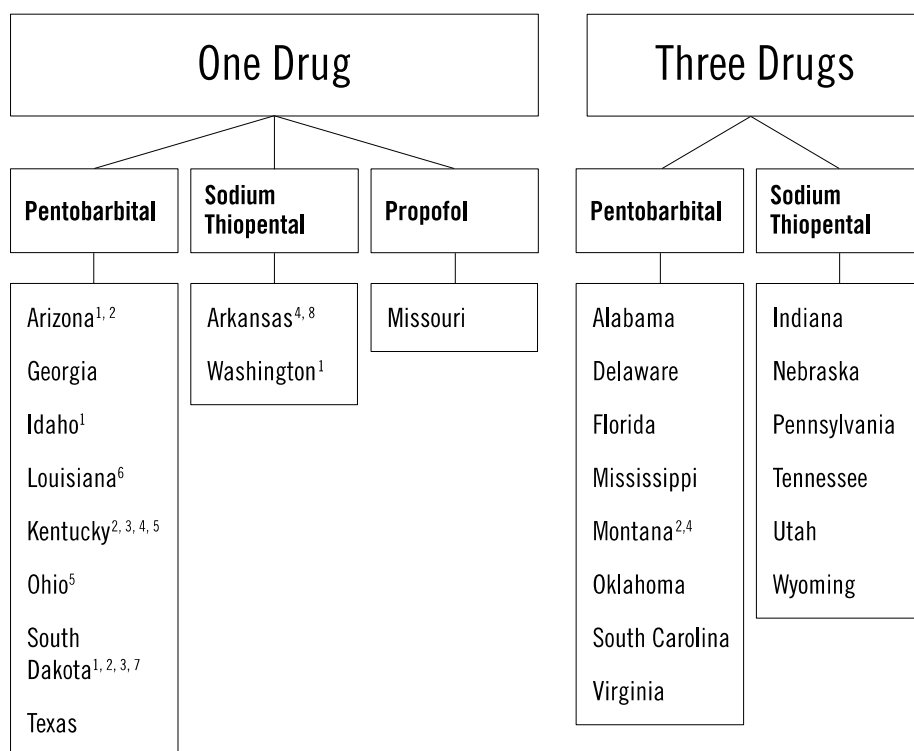 One Drug
Three Drugs
Pentobarbital
Sodium
Thiopental
Propofol
Pentobarbital
Sodium
Thiopental
Arizona1, 2
Georgia
Idaho1
Louisiana6
Kentucky2, 3, 4, 5
Ohio5
South
Dakota1, 2, 3, 7
Texas
Arkansas4, 8
Washington1
Missouri
Alabama
Delaware
Florida
Mississippi
Montana2,4
Oklahoma
South Carolina
Virginia
Indiana
Nebraska
Pennsylvania
Tennessee
Utah
Wyoming